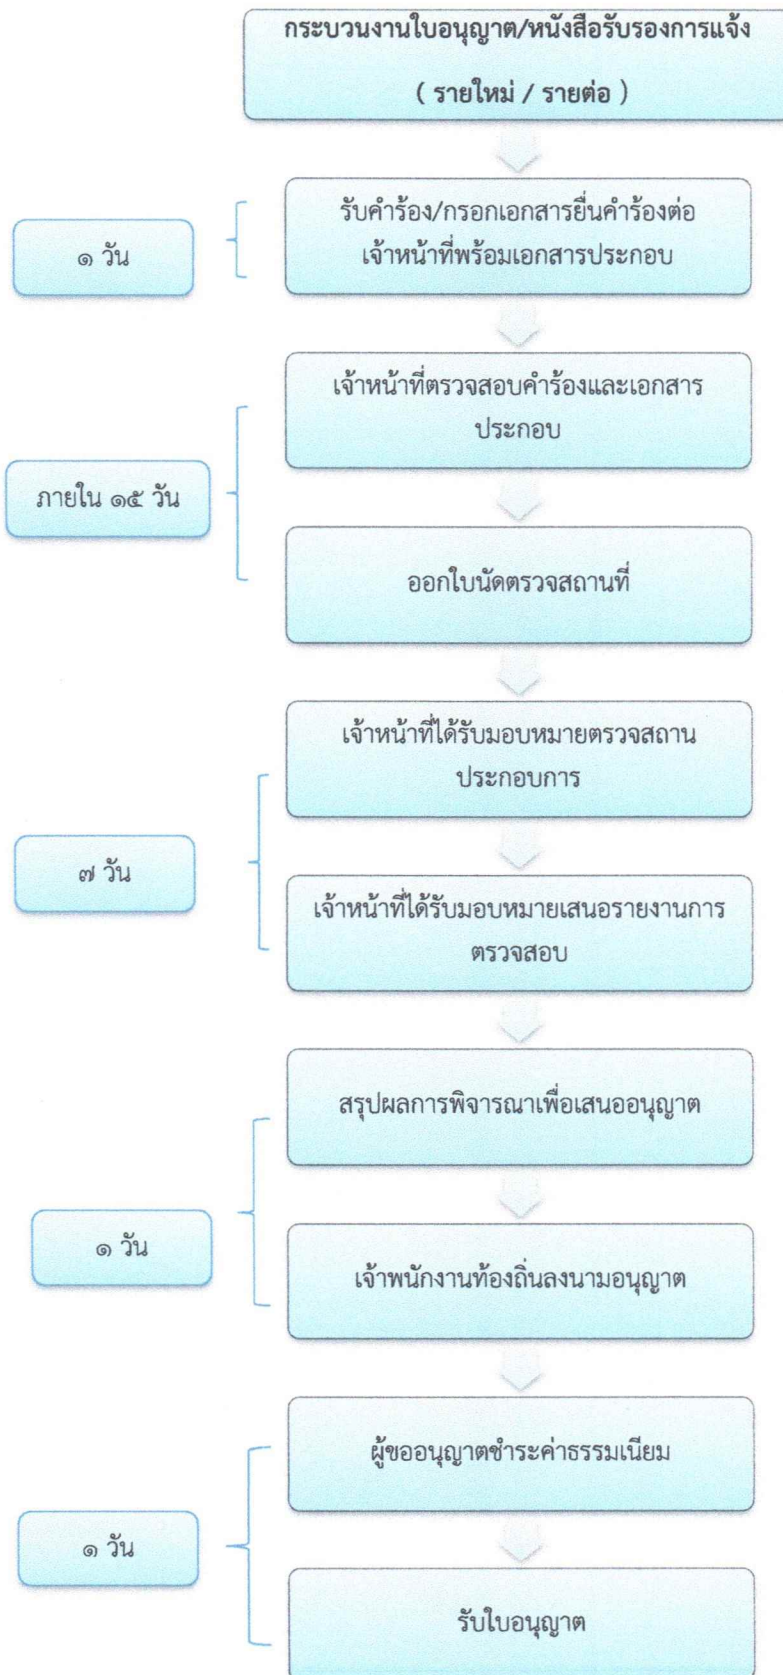 กระบวนงานใบอนุญาต/หนังสือรับรองการแจ้ง
( รายใหม่ / รายต่อ )
๑ วัน
รับคำร้อง/กรอกเอกสารยื่นคำร้องต่อ
เจ้าหน้าที่พร้อมเอกสารประกอบ
ภายใน ๑๕ วัน
เจ้าหน้าที่ตรวจสอบคำร้องและเอกสาร
ประกอบ
ออกใบนัดตรวจสถานที่
๗ วัน
เจ้าหน้าที่ได้รับมอบหมายตรวจสถาน
ประกอบการ
เจ้าหน้าที่ได้รับมอบหมายเสนอรายงานการ
ตรวจสอบ
๑ วัน
สรุปผลการพิจารณาเพื่อเสนออนุญาต
เจ้าพนักงานท้องถิ่นลงนามอนุญาต
๑ วัน
ผู้ขออนุญาตชำระค่าธรรมเนียม
รับใบอนุญาต